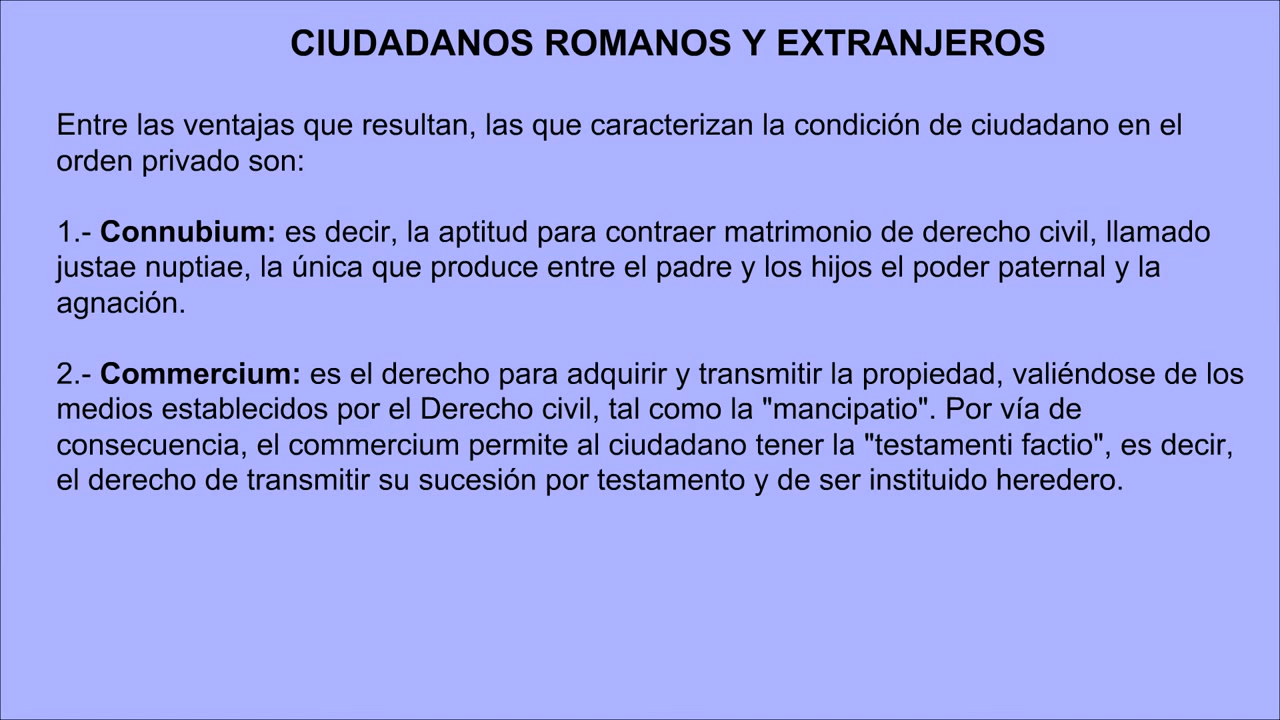 CIUDADANOS ROMANOS Y EXTRANJEROS
Entre las ventajas que resultan, las que caracterizan la condición de ciudadano en el
orden privado son:
1.- Connubium: es decir, la aptitud para contraer matrimonio de derecho civil, llamado
justae nuptiae, la única que produce entre el padre y los hijos el poder paternal y la
agnación.
2.- Commercium: es el derecho para adquirir y transmitir la propiedad, valiéndose de los
medios establecidos por el Derecho civil, tal como la "mancipatio". Por vía de
consecuencia, el commercium permite al ciudadano tener la "testamenti factio", es decir,
el derecho de transmitir su sucesión por testamento y de ser instituido heredero.